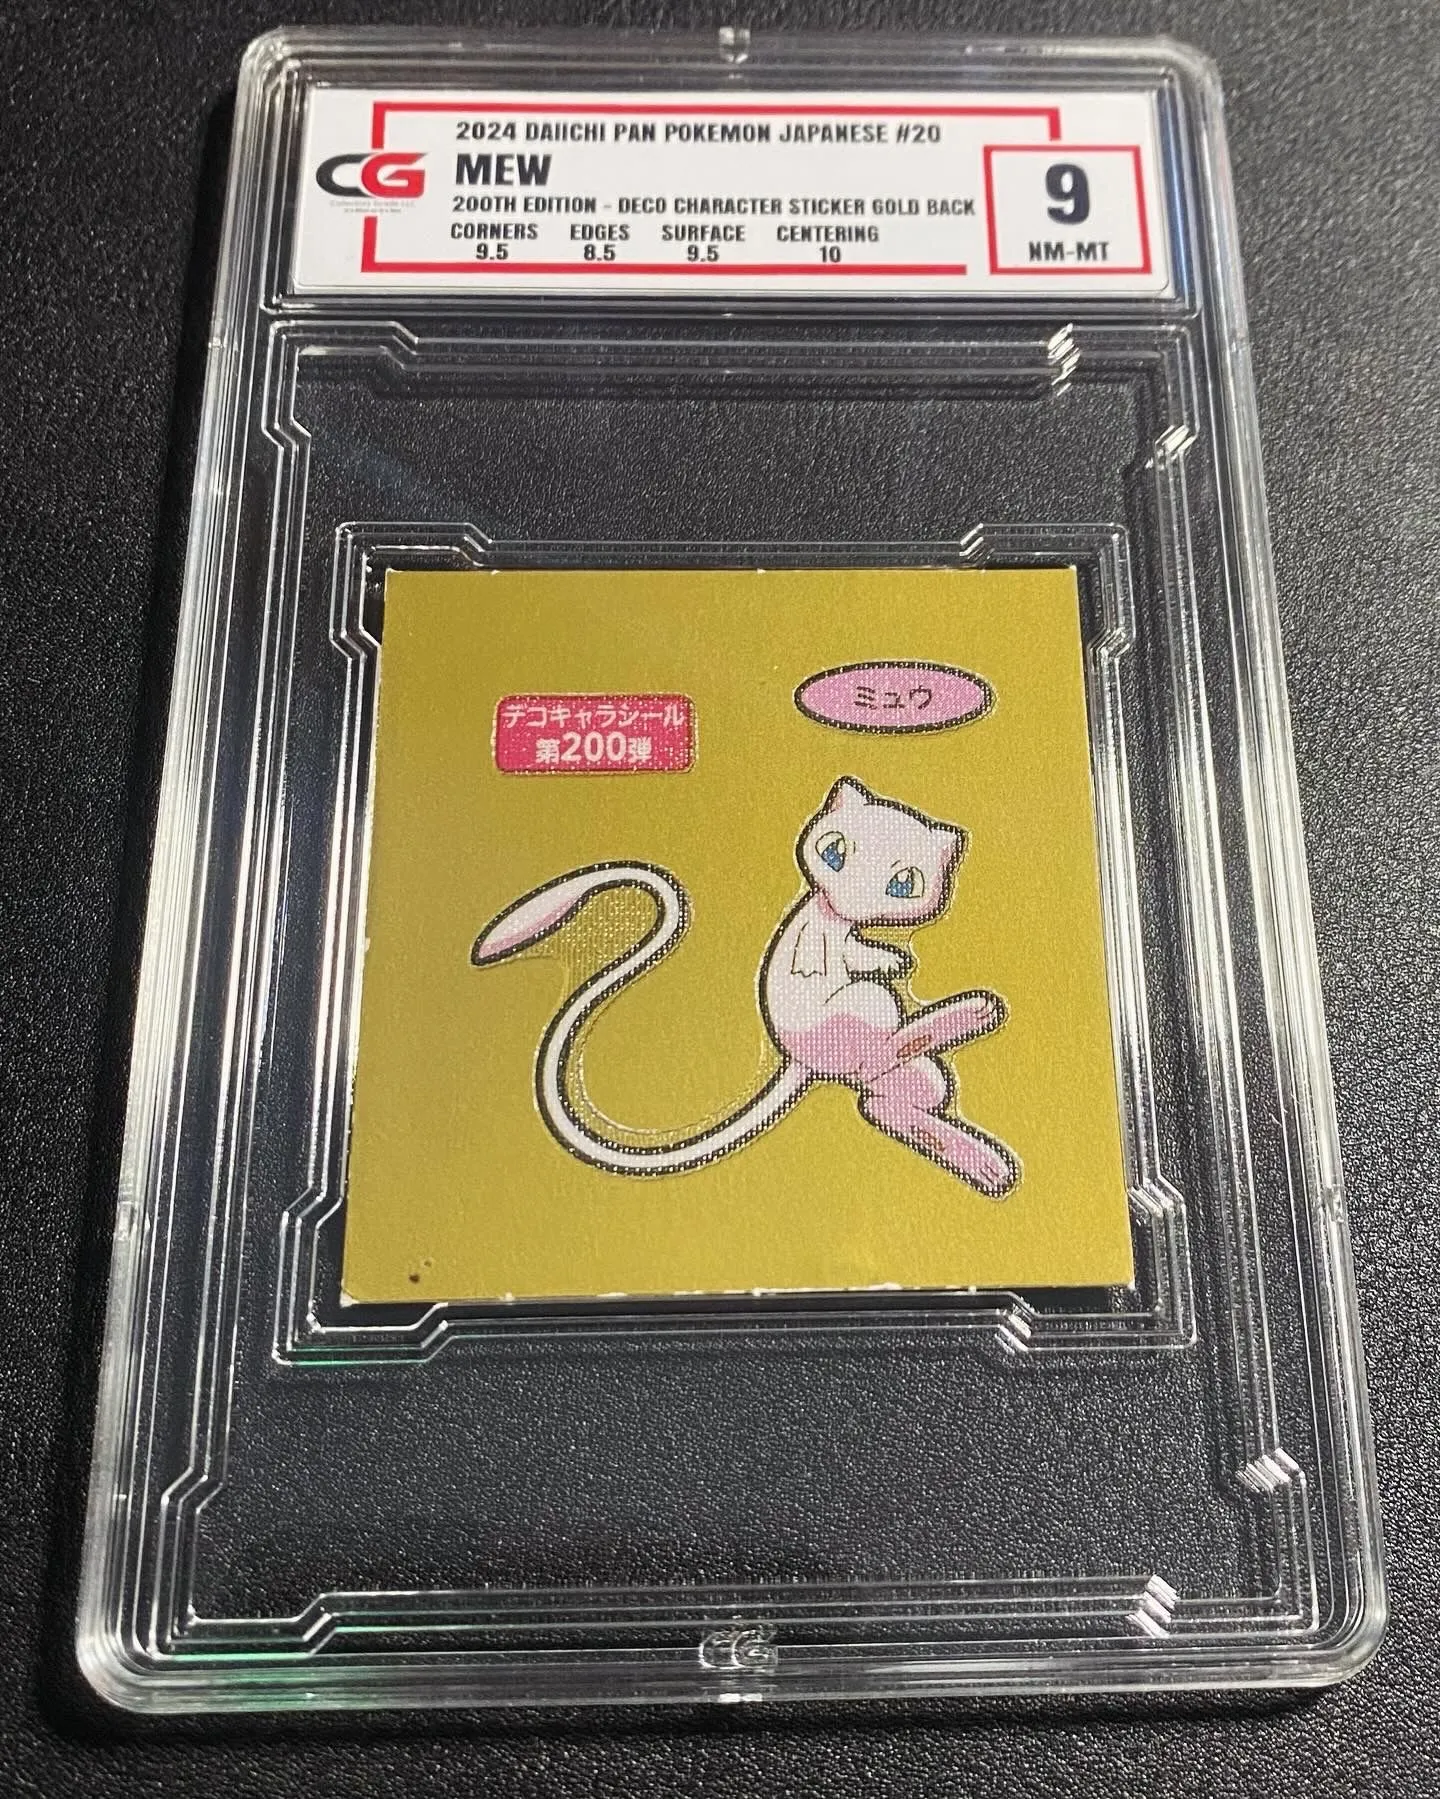 2024 DAIICHI PAN POKEMON JAPANESE #20
CG
MEW
200TH EDITION - DECO CHARACTER STICKER GOLD BACK
CORNERS EDGES SURFACE CENTERING
9.5 8.5 9.5 10
9
NM-MT
ミュウ
デコキャラシール
第200弾
CG